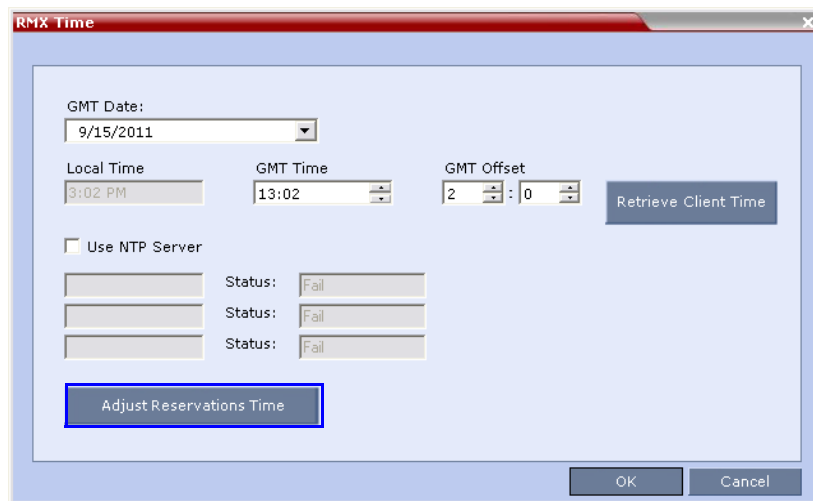 RMX Time
GMT Date:
9/15/2011
Local Time GMT Time GMT Offset
3:02 PM 13:02 2 : 0 Retrieve Client Time
Use NTP Server
Status: Fail
Status: Fail
Status: Fail
Adjust Reservations Time
OK Cancel